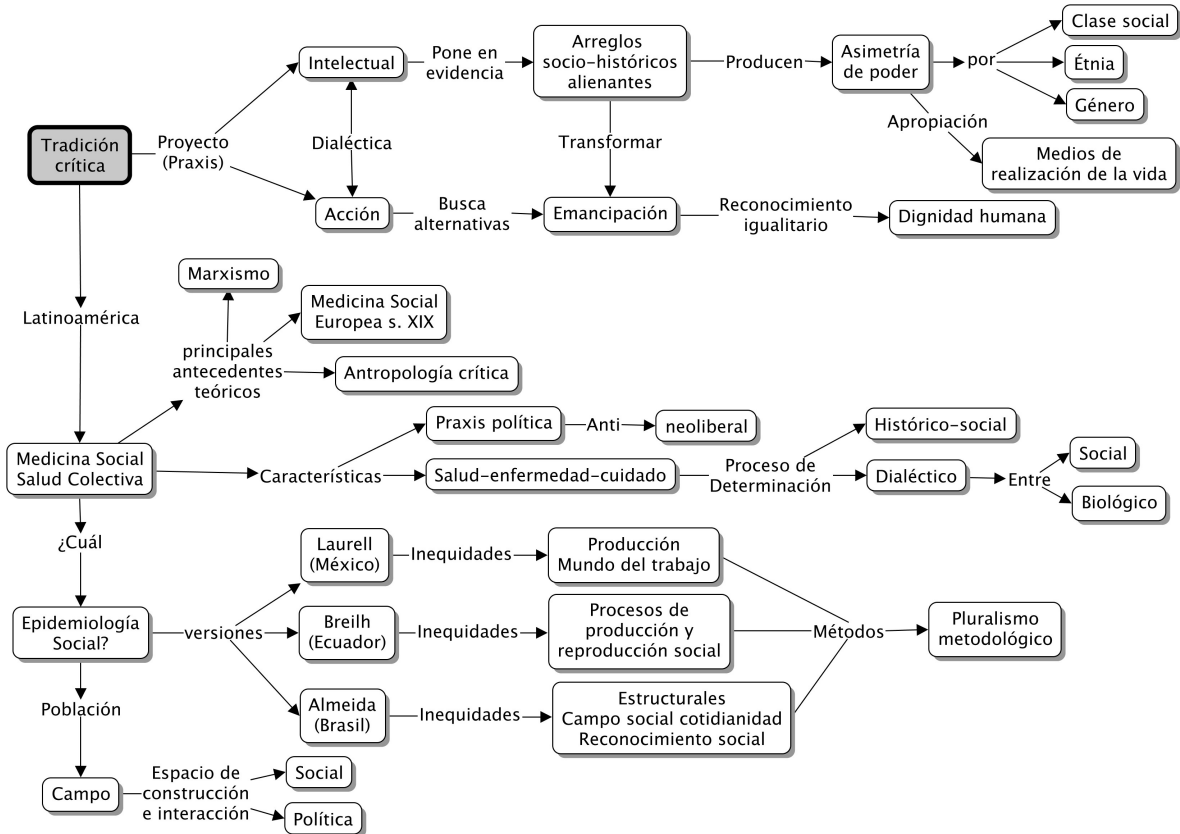 Tradición
crítica
Proyecto
(Praxis)
Intelectual
Pone en
evidencia
Arreglos
socio-históricos
alienantes
Producen
Asimetría
de poder
por
Clase social
Étnia
Género
Apropiación
Medios de
realización de la vida
Dialéctica
Transformar
Acción
Busca
alternativas
Emancipación
Reconocimiento
igualitario
Dignidad humana
Latinoamérica
Marxismo
Medicina Social
Europea s. XIX
principales
antecedentes
teóricos
Antropología crítica
Medicina Social
Salud Colectiva
Características
Praxis política
Anti
neoliberal
Salud-enfermedad-cuidado
Proceso de
Determinación
Histórico-social
Dialéctico
Entre
Social
Biológico
¿Cuál
Epidemiología
Social?
versiones
Laurell
(México)
Inequidades
Producción
Mundo del trabajo
Breilh
(Ecuador)
Inequidades
Procesos de
producción y
reproducción social
Almeida
(Brasil)
Inequidades
Estructurales
Campo social cotidianidad
Reconocimiento social
Métodos
Pluralismo
metodológico
Población
Campo
Espacio de
construcción
e interacción
Social
Política